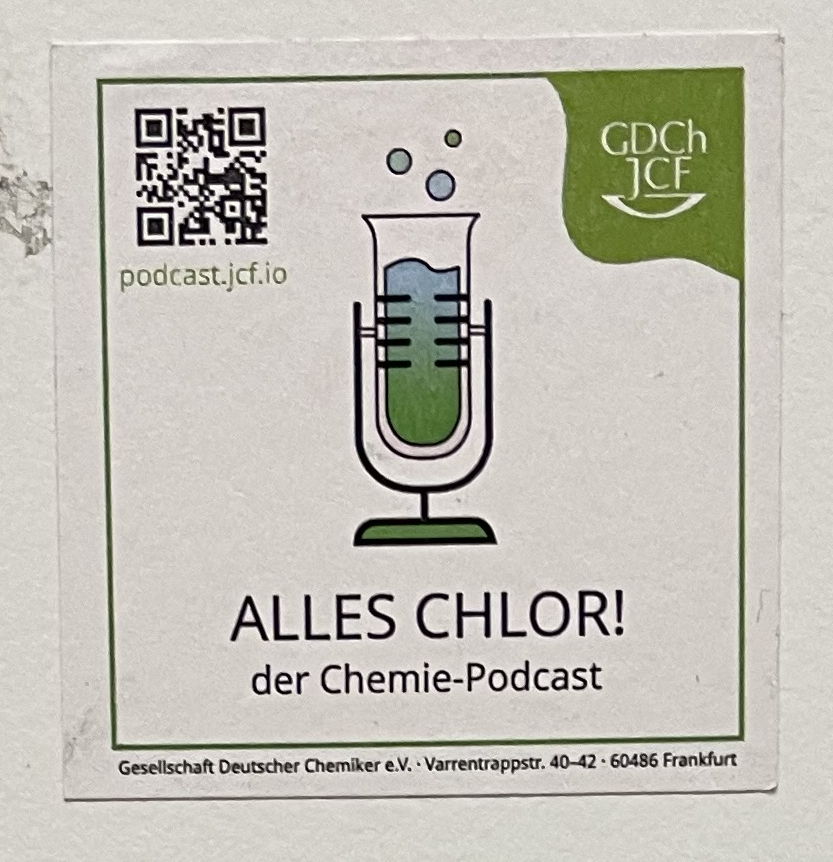 GDCh
JCF
podcast.jcf.io
ALLES CHLOR!
der Chemie-Podcast
Gesellschaft Deutscher Chemiker e.V. · Varrentrappstr. 40–42 · 60486 Frankfurt